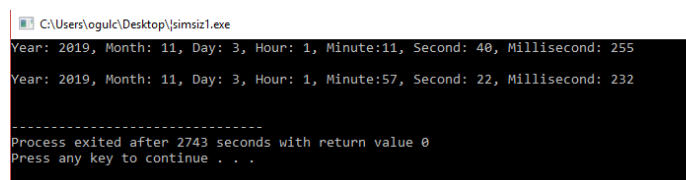 C:\Users\ogulc\Desktop\¦simsiz1.exe
Year: 2019, Month: 11, Day: 3, Hour: 1, Minute:11, Second: 40, Millisecond: 255
Year: 2019, Month: 11, Day: 3, Hour: 1, Minute:57, Second: 22, Millisecond: 232
--------------------------------
Process exited after 2743 seconds with return value 0
Press any key to continue . . .